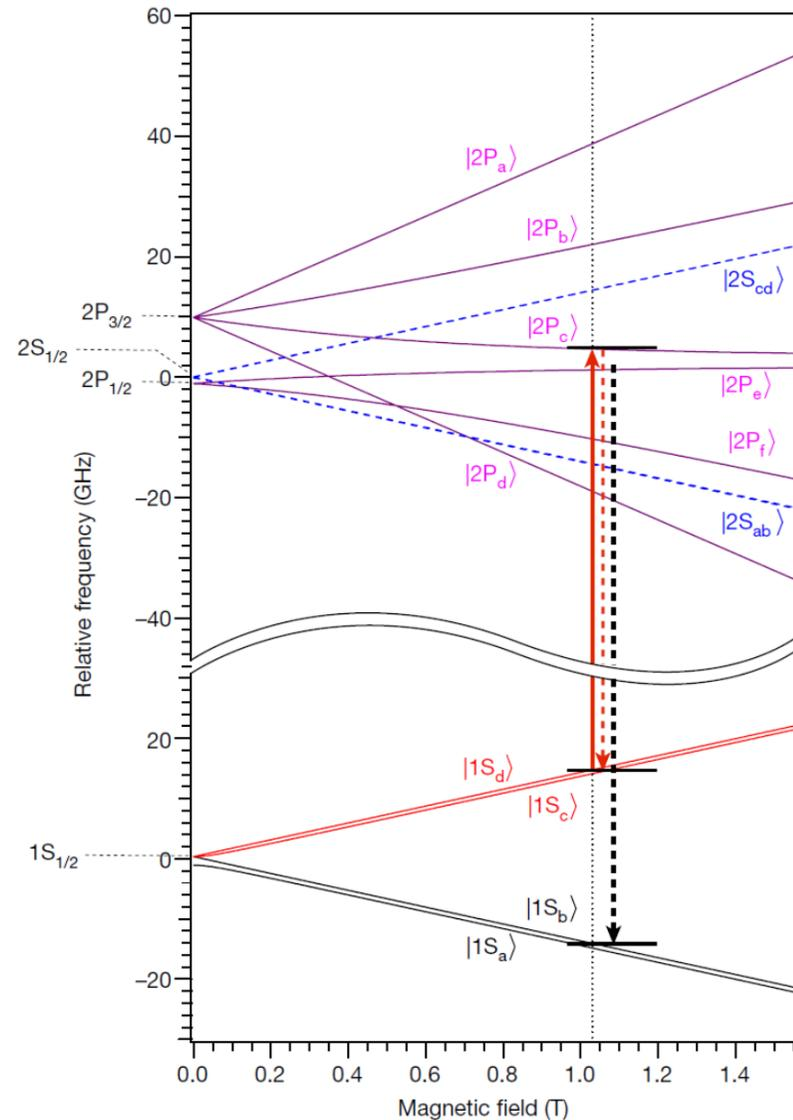 60
40
20
0
−20
−40
20
0
−20
2P3/2
2S1/2
2P1/2
1S1/2
Relative frequency (GHz)
|2Pa⟩
|2Pb⟩
|2Scd⟩
|2Pc⟩
|2Pe⟩
|2Pf⟩
|2Pd⟩
|2Sab⟩
|1Sd⟩
|1Sc⟩
|1Sb⟩
|1Sa⟩
0.0 0.2 0.4 0.6 0.8 1.0 1.2 1.4
Magnetic field (T)